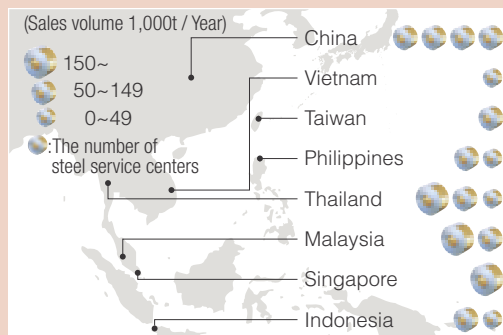 (Sales volume 1,000t / Year)
150~
50~149
0~49
:The number of
steel service centers
China
Vietnam
Taiwan
Philippines
Thailand
Malaysia
Singapore
Indonesia